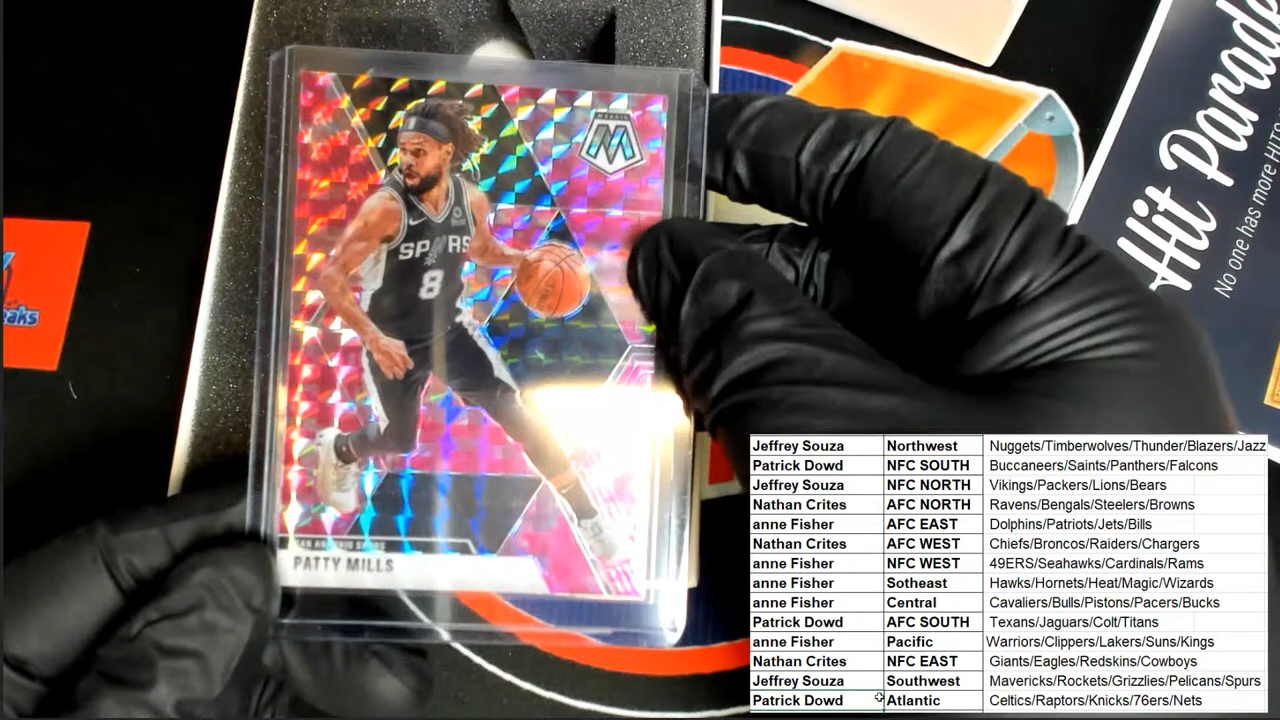 MOSAIC
M
SPURS
8
SAN ANTONIO SPURS
PATTY MILLS
Hit Parade
No one has more HITS
eaks
Jeffrey Souza Northwest Nuggets/Timberwolves/Thunder/Blazers/Jazz
Patrick Dowd NFC SOUTH Buccaneers/Saints/Panthers/Falcons
Jeffrey Souza NFC NORTH Vikings/Packers/Lions/Bears
Nathan Crites AFC NORTH Ravens/Bengals/Steelers/Browns
anne Fisher AFC EAST Dolphins/Patriots/Jets/Bills
Nathan Crites AFC WEST Chiefs/Broncos/Raiders/Chargers
anne Fisher NFC WEST 49ERS/Seahawks/Cardinals/Rams
anne Fisher Sotheast Hawks/Hornets/Heat/Magic/Wizards
anne Fisher Central Cavaliers/Bulls/Pistons/Pacers/Bucks
Patrick Dowd AFC SOUTH Texans/Jaguars/Colt/Titans
anne Fisher Pacific Warriors/Clippers/Lakers/Suns/Kings
Nathan Crites NFC EAST Giants/Eagles/Redskins/Cowboys
Jeffrey Souza Southwest Mavericks/Rockets/Grizzlies/Pelicans/Spurs
Patrick Dowd Atlantic Celtics/Raptors/Knicks/76ers/Nets